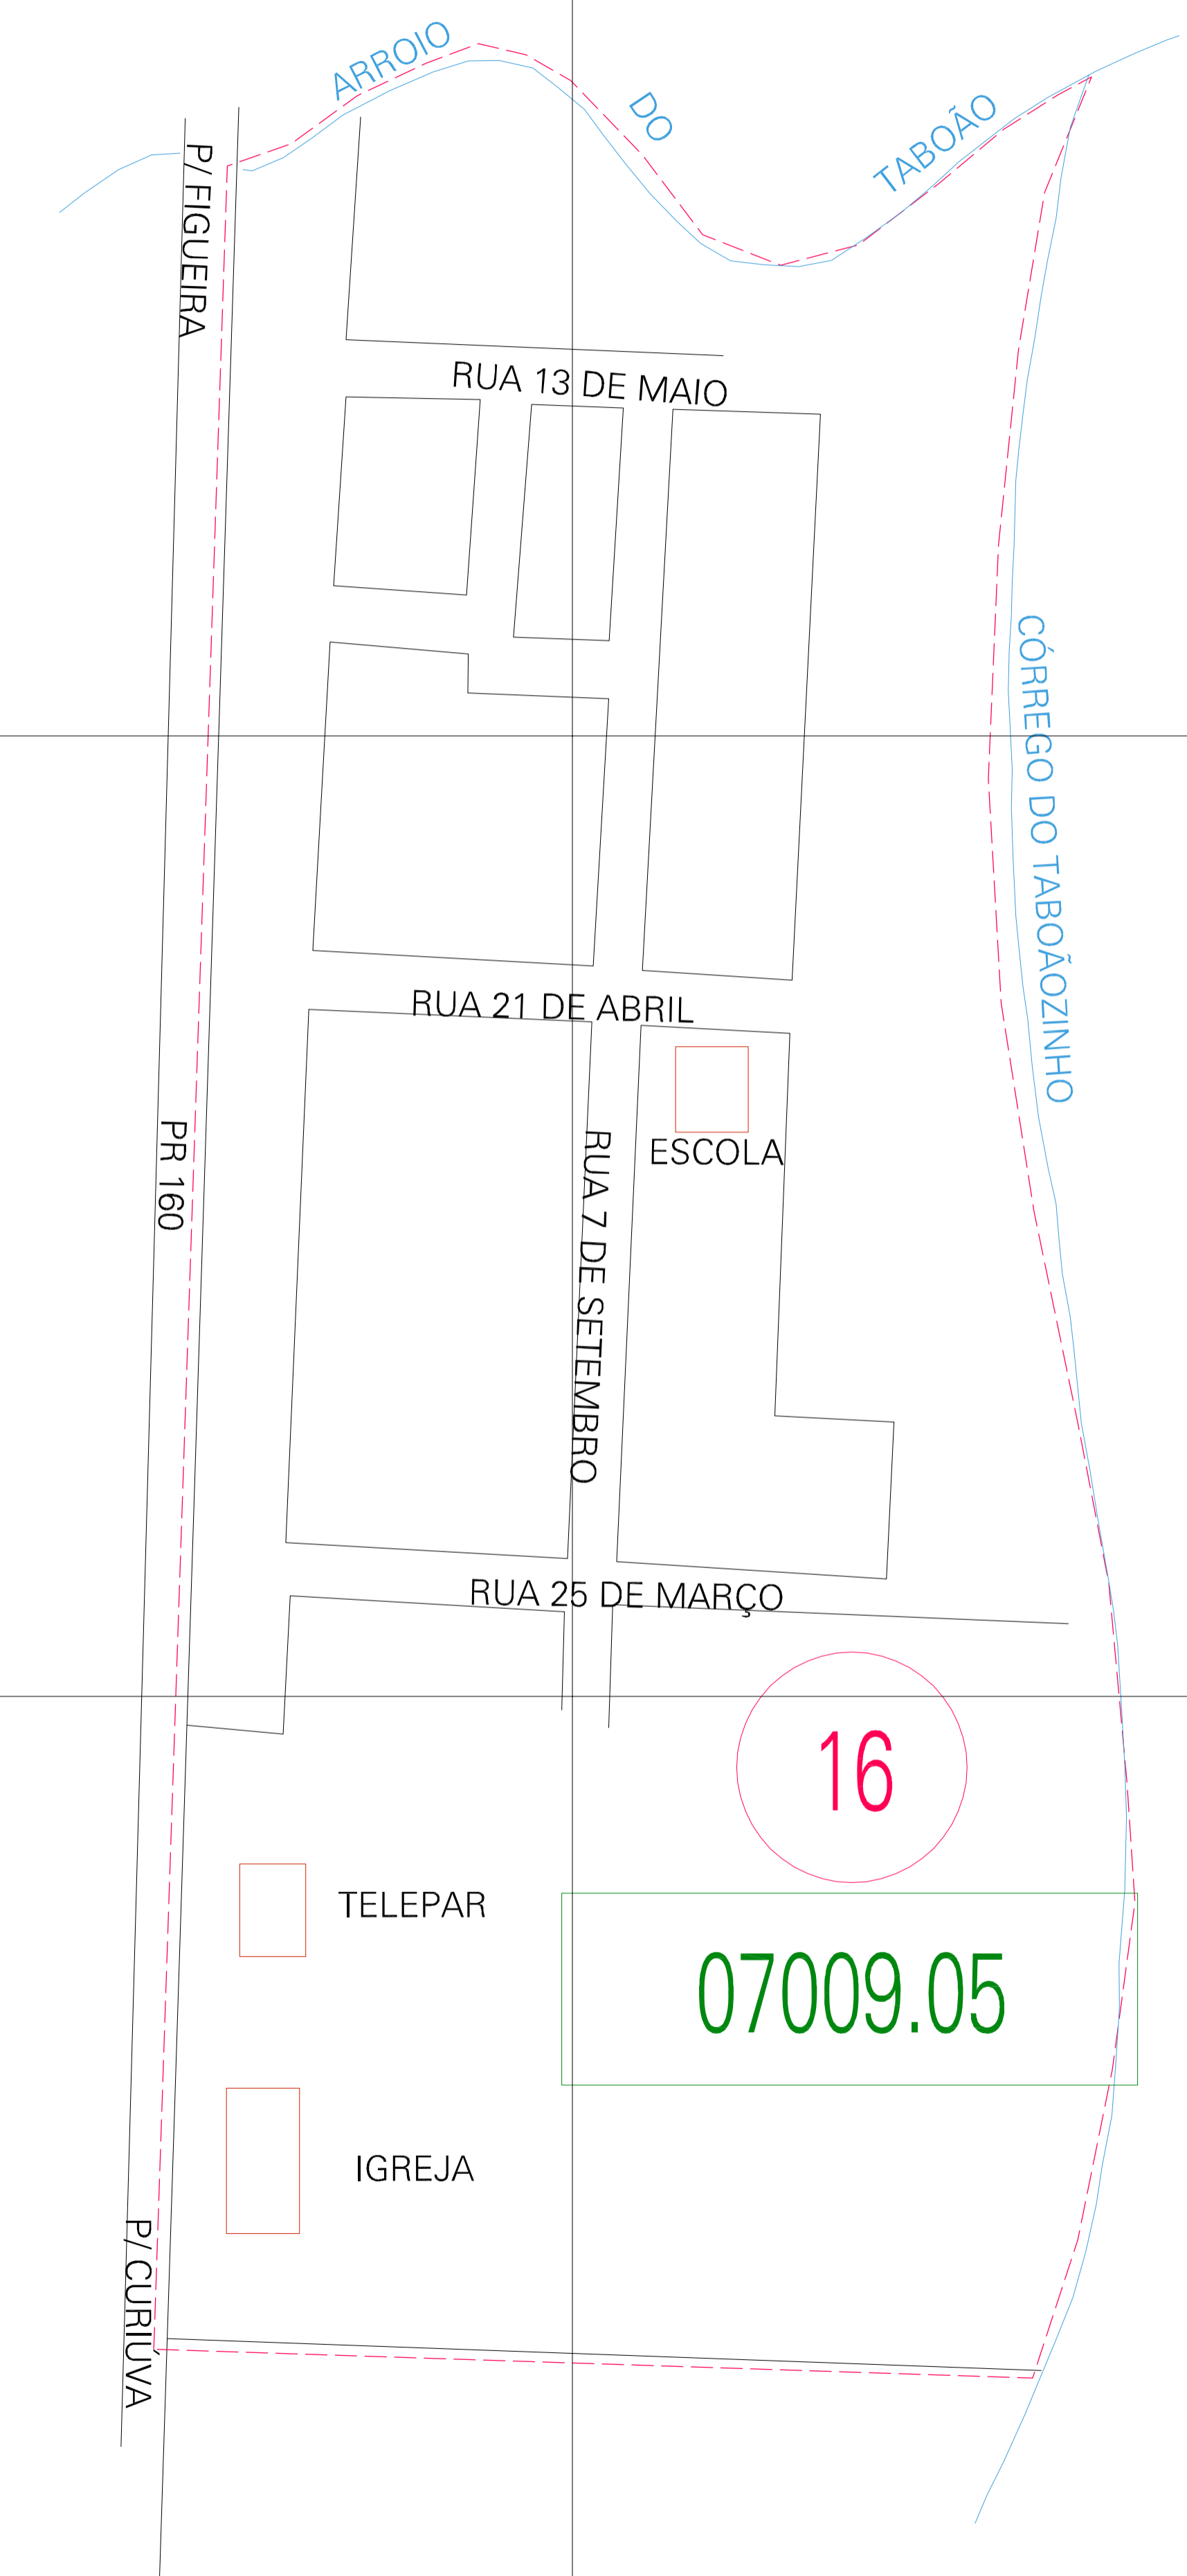 ARROIO
DO
TABOÃO
P/ FIGUEIRA
RUA 13 DE MAIO
CÓRREGO DO TABOÃOZINHO
RUA 21 DE ABRIL
PR 160
ESCOLA
RUA 7 DE SETEMBRO
RUA 25 DE MARÇO
16
TELEPAR
07009.05
IGREJA
P/ CURIÚVA